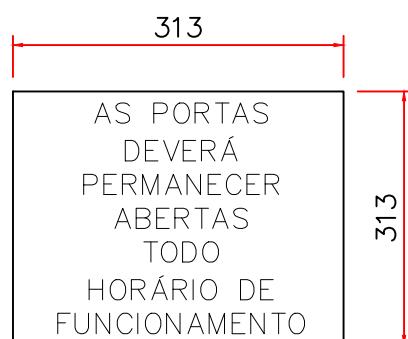 313
AS PORTAS
DEVERÁ
PERMANECER
ABERTAS
TODO
HORÁRIO DE
FUNCIONAMENTO
313